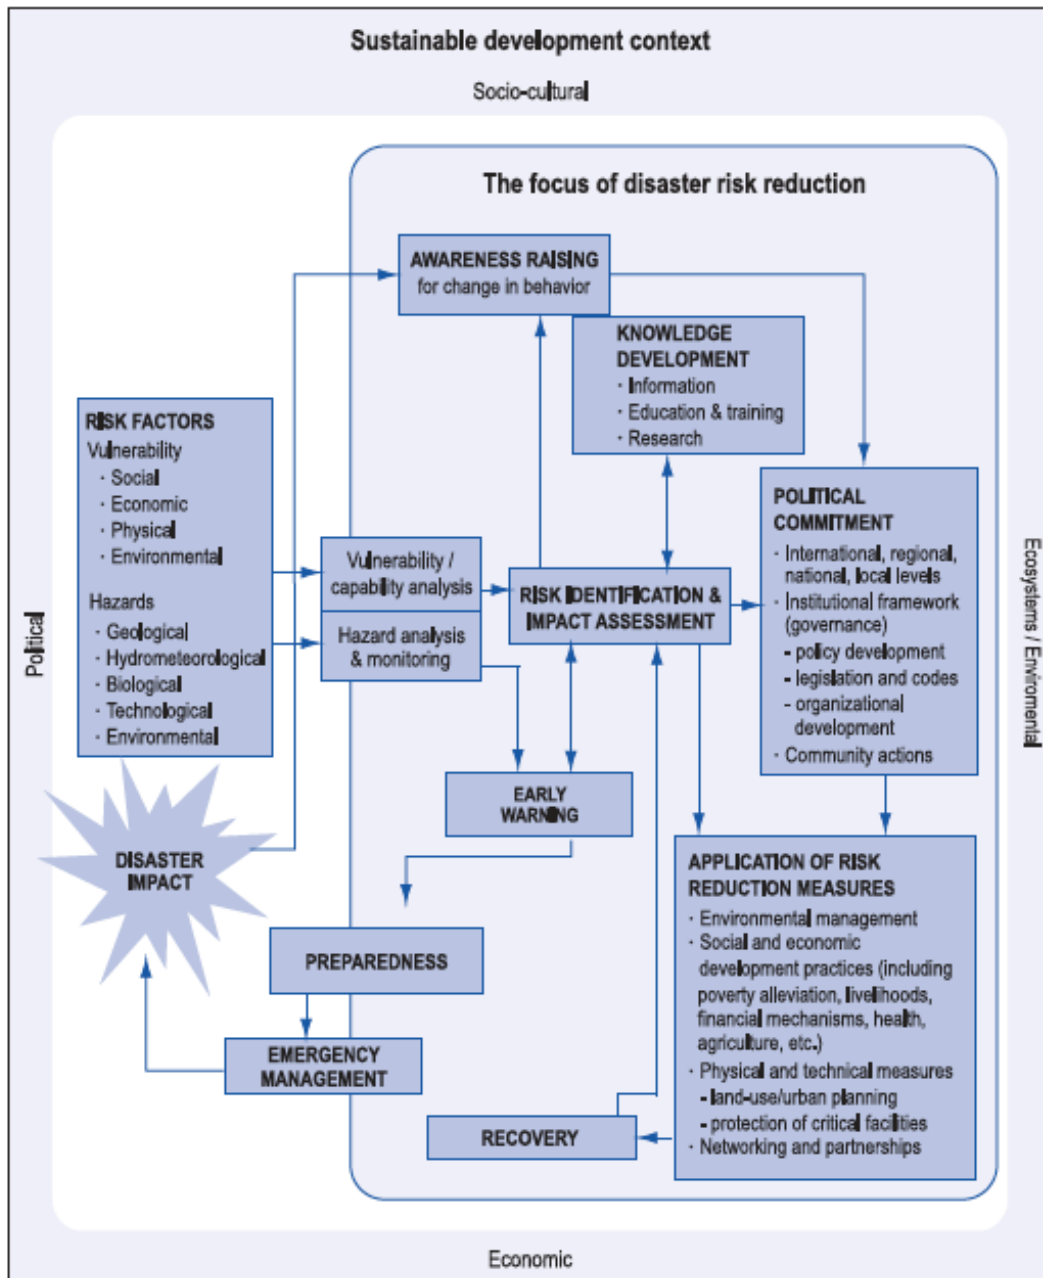 Sustainable development context
Socio-cultural
The focus of disaster risk reduction
AWARENESS RAISING
for change in behavior
KNOWLEDGE
DEVELOPMENT
· Information
· Education & training
· Research
RISK FACTORS
Vulnerability
· Social
· Economic
· Physical
· Environmental
Hazards
· Geological
· Hydrometeorological
· Biological
· Technological
· Environmental
Vulnerability /
capability analysis
Hazard analysis
& monitoring
RISK IDENTIFICATION &
IMPACT ASSESSMENT
POLITICAL
COMMITMENT
· International, regional,
national, local levels
· Institutional framework
(governance)
- policy development
- legislation and codes
- organizational
development
· Community actions
Political
Ecosystems / Enviromental
EARLY
WARNING
DISASTER
IMPACT
APPLICATION OF RISK
REDUCTION MEASURES
· Environmental management
· Social and economic
development practices (including
poverty alleviation, livelihoods,
financial mechanisms, health,
agriculture, etc.)
· Physical and technical measures
- land-use/urban planning
- protection of critical facilities
· Networking and partnerships
PREPAREDNESS
EMERGENCY
MANAGEMENT
RECOVERY
Economic